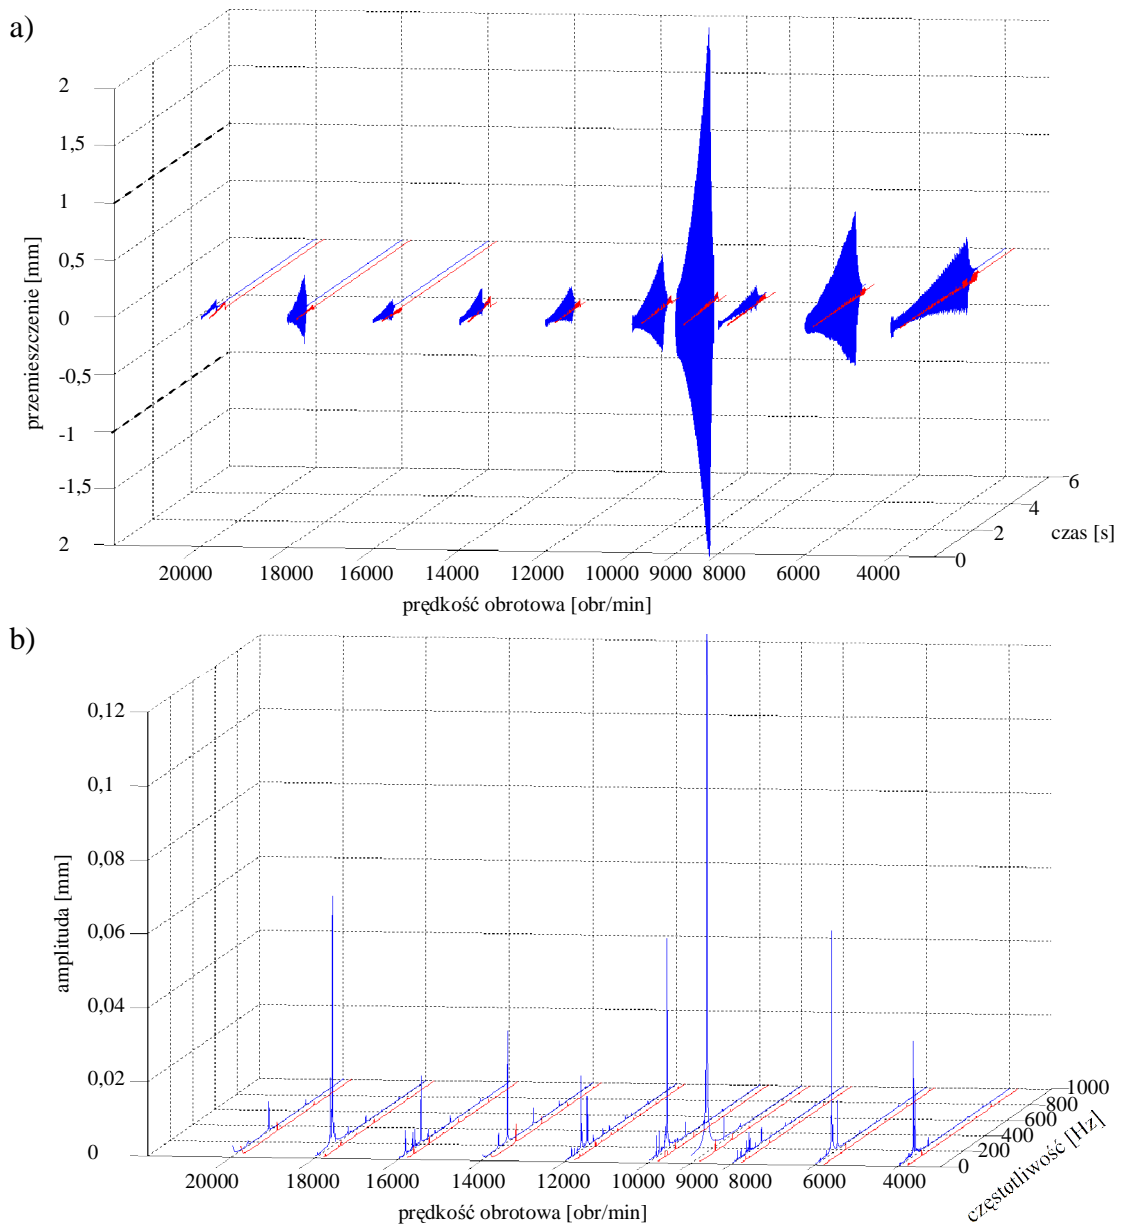 a)
2
1,5
1
0,5
0
-0,5
-1
-1,5
2
przemieszczenie [mm]
20000 18000 16000 14000 12000 10000 9000 8000 6000 4000
prędkość obrotowa [obr/min]
0 2 4 6
czas [s]
b)
0,12
0,1
0,08
0,06
0,04
0,02
0
amplituda [mm]
20000 18000 16000 14000 12000 10000 9000 8000 6000 4000
prędkość obrotowa [obr/min]
0 200 400 600 800 1000
częstotliwość [Hz]